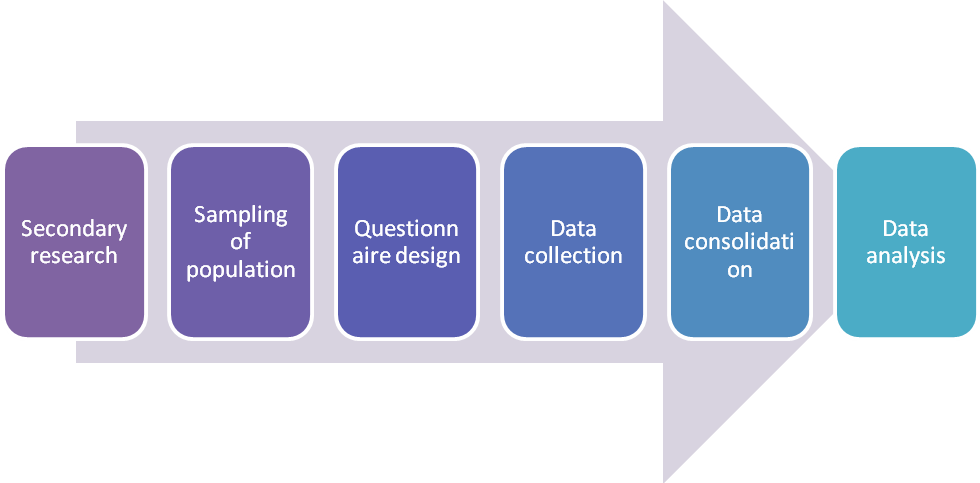 Secondary
research
Sampling
of
population
Questionn
aire design
Data
collection
Data
consolidati
on
Data
analysis